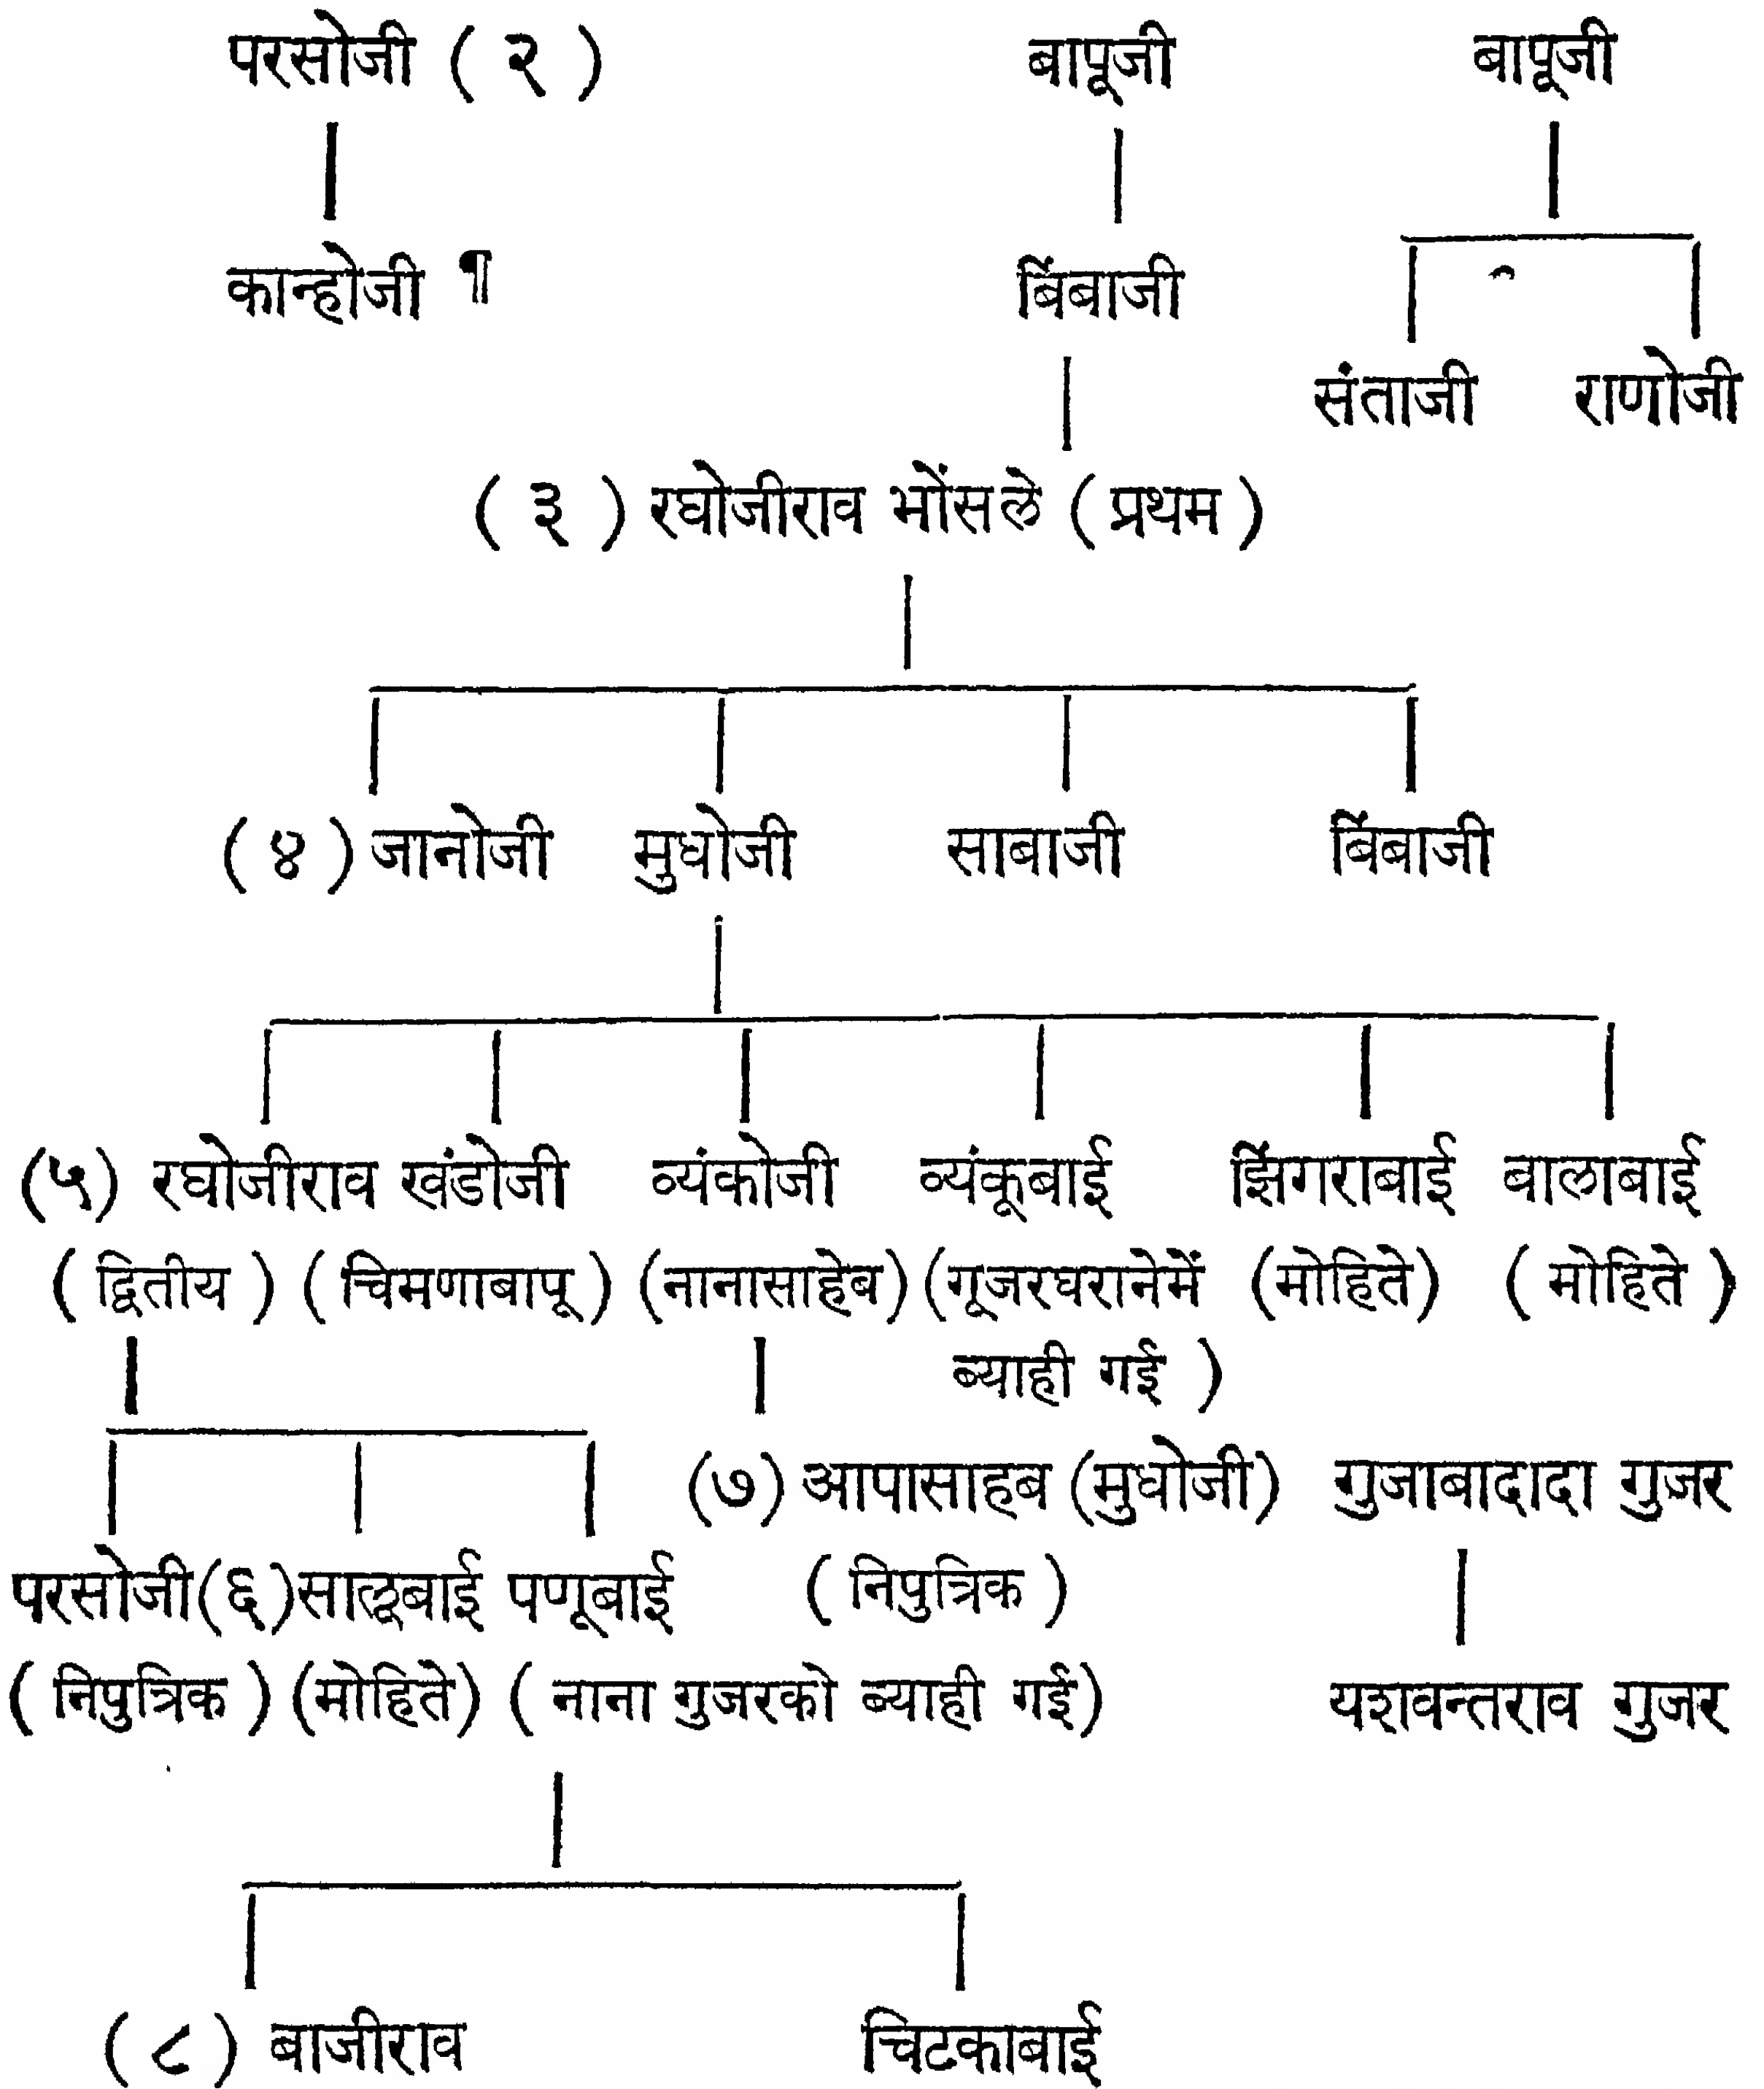 परसोजी ( २ ) बापूजी बापूजी
कान्होजी ¶ बिंबाजी
संताजी राणोजी
( ३ ) रघोजीराव भोंसले ( प्रथम )
( ४ ) जानोजी मुधोजी साबाजी बिंबाजी
(५) रघोजीराव खंडोजी व्यंकोजी व्यंकूबाई झिंगराबाई बालाबाई
( द्वितीय ) ( चिमणाबापू ) (नानासाहेब) (गूजरघरानेमें (मोहिते) ( मोहिते )
ब्याही गई )
(७) आपासाहब (मुधोजी) गुजाबादादा गुजर
परसोजी(६)सालूबाई पणूबाई ( निपुत्रिक )
( निपुत्रिक ) (मोहिते) ( नाना गुजरको ब्याही गई) यशवन्तराव गुजर
( ८ ) बाजीराव चिटकाबाई